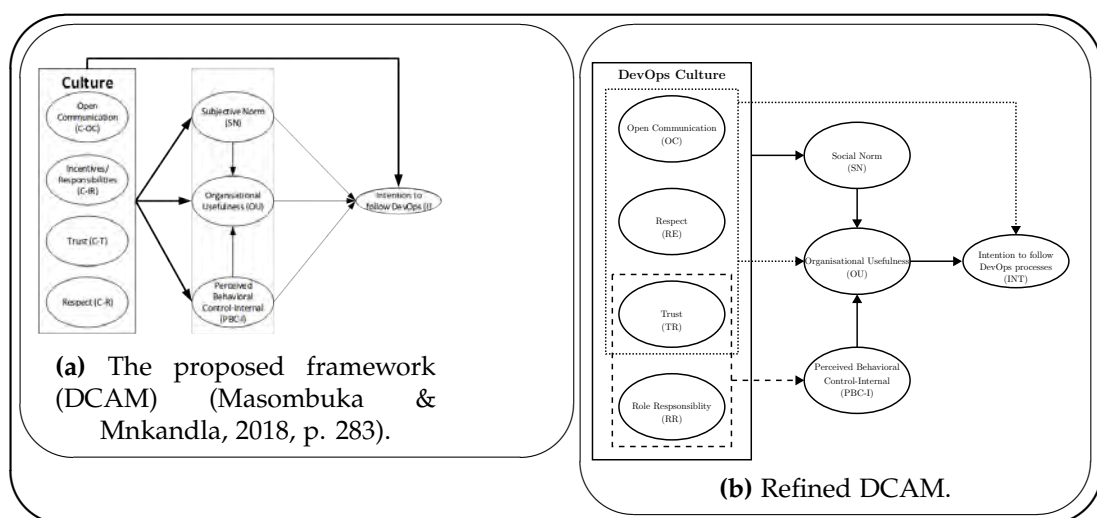 Culture
Open
Communication
(C-OC)
Incentives/
Responsibilities
(C-IR)
Trust (C-T)
Respect (C-R)
Subjective Norm
(SN)
Organisational
Usefulness (OU)
Perceived
Behavioral
Control-Internal
(PBC-I)
Intention to
follow DevOps (I)
(a) The proposed framework
(DCAM) (Masombuka &
Mnkandla, 2018, p. 283).
DevOps Culture
Open Communication
(OC)
Respect
(RE)
Trust
(TR)
Role Respsonsiblity
(RR)
Social Norm
(SN)
Organisational Usefulness
(OU)
Perceived Behavioral
Control-Internal
(PBC-I)
Intention to follow
DevOps processes
(INT)
(b) Refined DCAM.